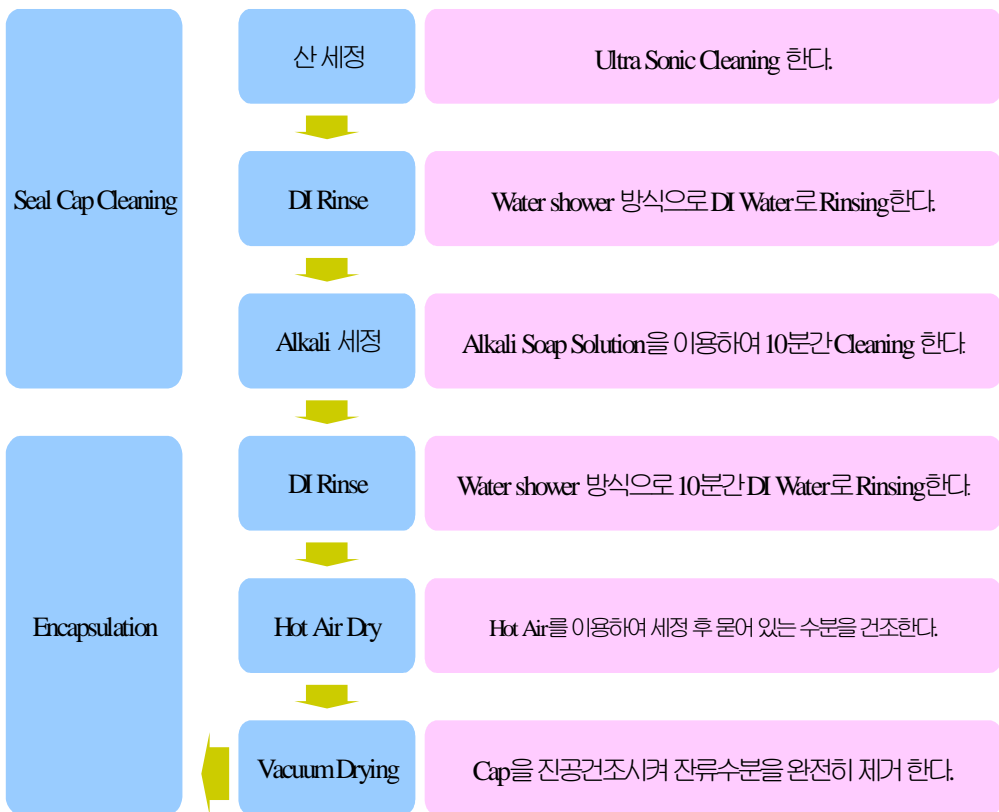 산 세정
Ultra Sonic Cleaning 한다.
Seal Cap Cleaning
DI Rinse
Water shower 방식으로 DI Water로 Rinsing한다.
Alkali 세정
Alkali Soap Solution을 이용하여 10분간 Cleaning 한다.
DI Rinse
Water shower 방식으로 10분간 DI Water로 Rinsing한다.
Encapsulation
Hot Air Dry
Hot Air를 이용하여 세정 후 묻어 있는 수분을 건조한다.
Vacuum Drying
Cap을 진공건조시켜 잔류수분을 완전히 제거 한다.